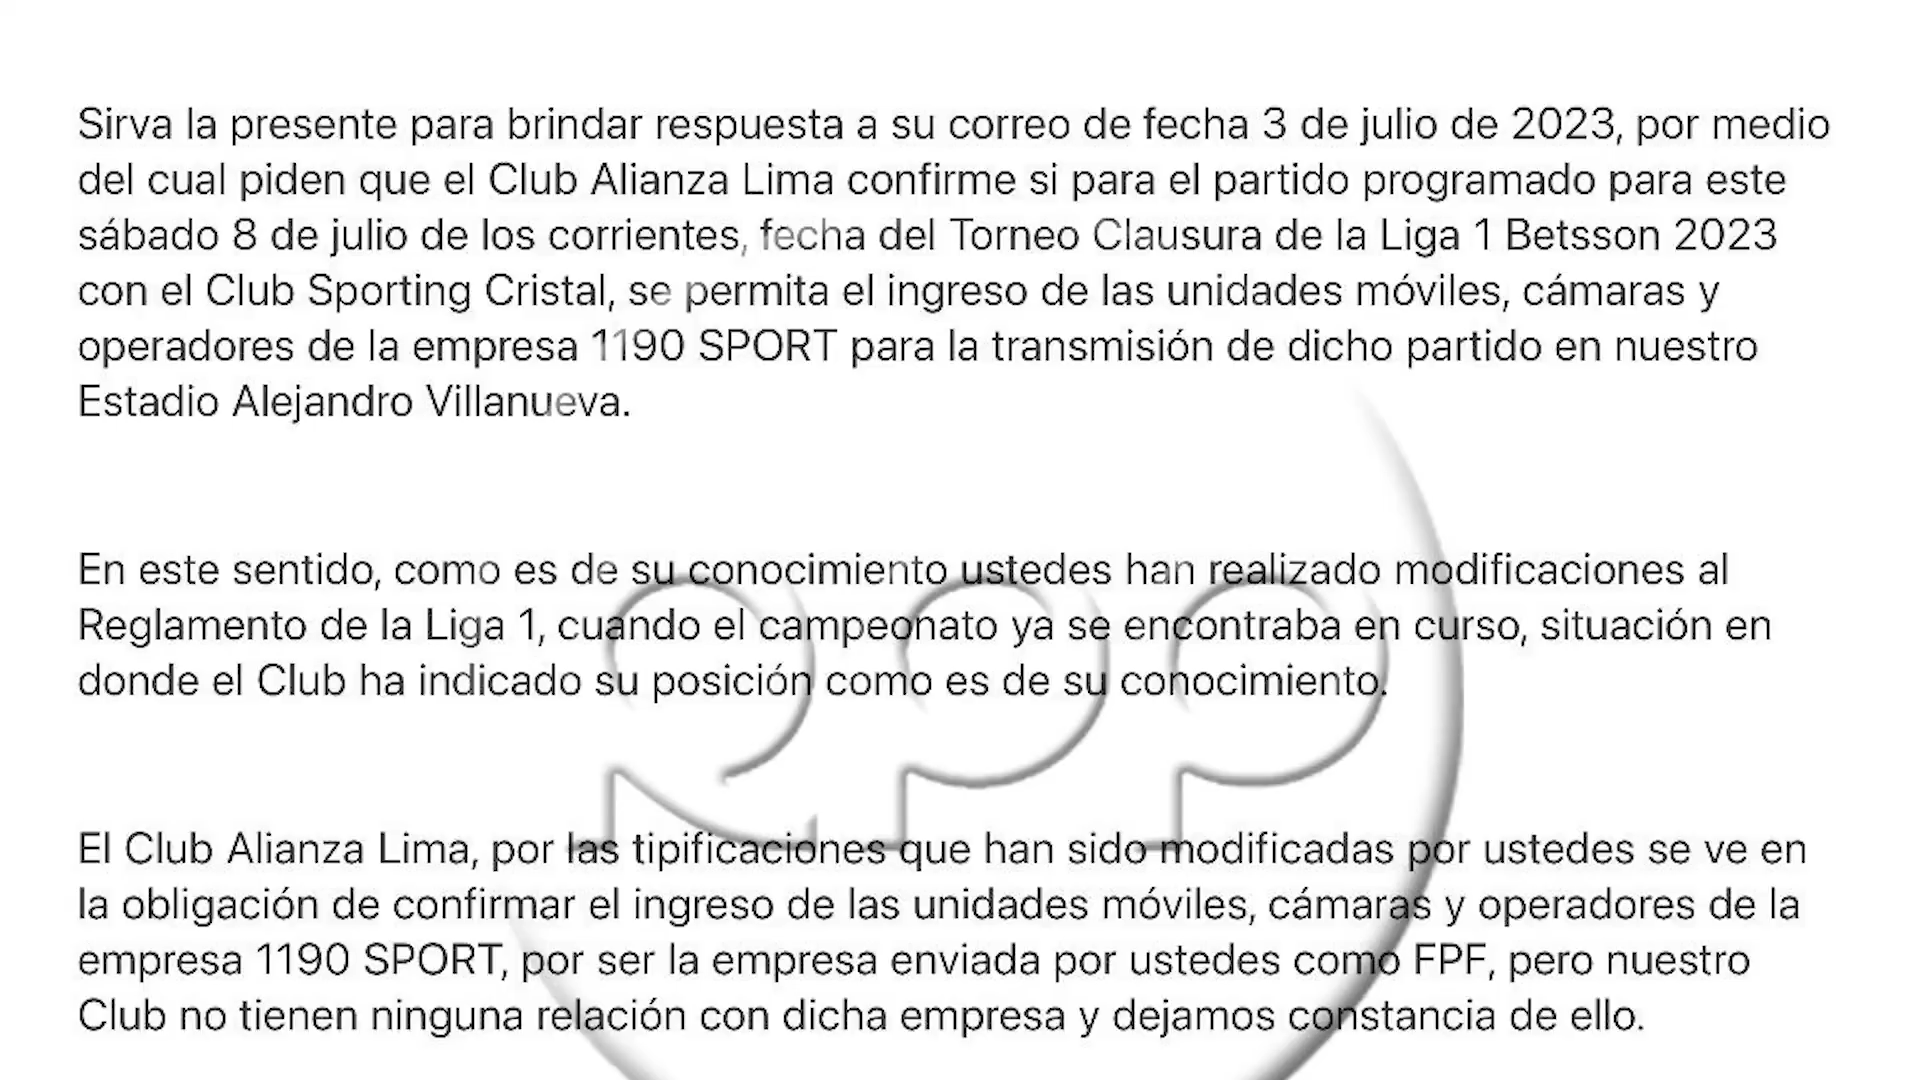 Sirva la presente para brindar respuesta a su correo de fecha 3 de julio de 2023, por medio
del cual piden que el Club Alianza Lima confirme si para el partido programado para este
sábado 8 de julio de los corrientes, fecha del Torneo Clausura de la Liga 1 Betsson 2023
con el Club Sporting Cristal, se permita el ingreso de las unidades móviles, cámaras y
operadores de la empresa 1190 SPORT para la transmisión de dicho partido en nuestro
Estadio Alejandro Villanueva.
En este sentido, como es de su conocimiento ustedes han realizado modificaciones al
Reglamento de la Liga 1, cuando el campeonato ya se encontraba en curso, situación en
donde el Club ha indicado su posición como es de su conocimiento.
rpp
El Club Alianza Lima, por las tipificaciones que han sido modificadas por ustedes se ve en
la obligación de confirmar el ingreso de las unidades móviles, cámaras y operadores de la
empresa 1190 SPORT, por ser la empresa enviada por ustedes como FPF, pero nuestro
Club no tienen ninguna relación con dicha empresa y dejamos constancia de ello.